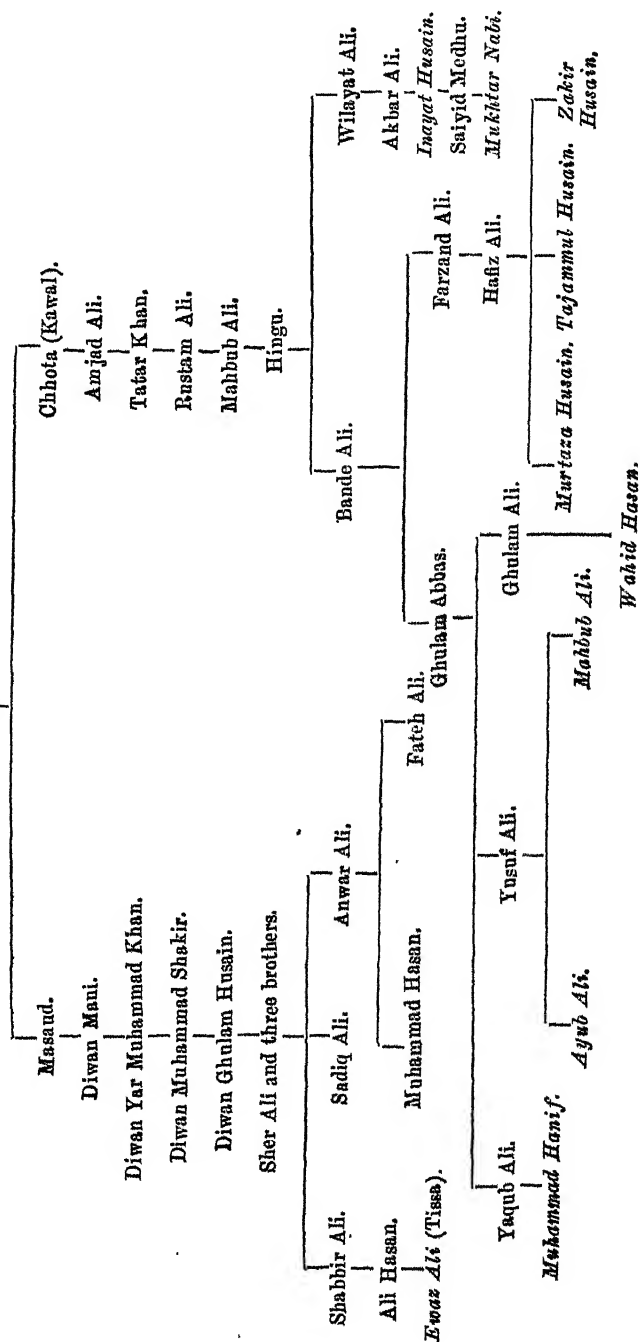 Masaud. Chhota (Kawal).
Diwan Mani. Amjad Ali.
Diwan Yar Muhammad Khan. Tatar Khan.
Diwan Muhammad Shakir. Rustam Ali.
Diwan Ghulam Husain. Mahbub Ali.
Sher Ali and three brothers. Hingu.
Shabbir Ali. Sadiq Ali. Anwar Ali. Bande Ali. Wilayat Ali.
Ali Hasan. Muhammad Hasan. Fateh Ali. Ghulam Abbas. Farzand Ali. Akbar Ali.
Ewaz Ali (Tissa). Hafiz Ali. Inayat Husain.
Saiyid Medhu.
Mukhtar Nabi.
Yaqub Ali. Yusuf Ali. Ghulam Ali. Murtaza Husain. Tajammul Husain. Zakir
Husain.
Muhammad Hanif. Ayub Ali. Mahbub Ali.
Wahid Hasan.